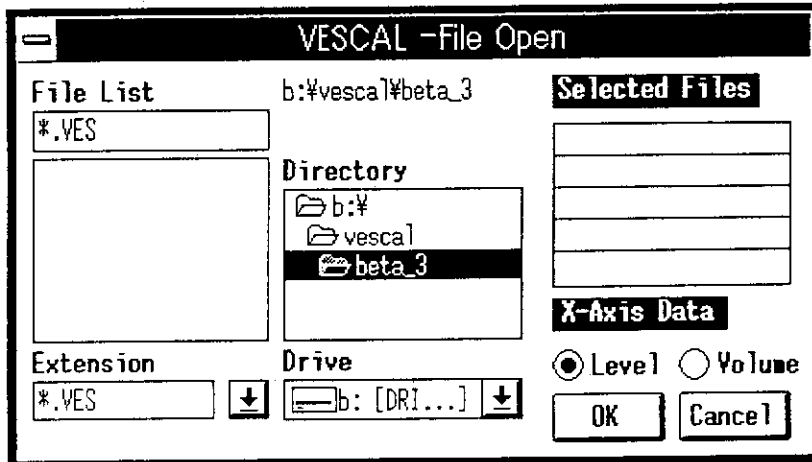 VESCAL -File Open
File List
*.VES
b:¥vescal¥beta_3
Directory
b:¥
vescal
beta_3
Selected Files
X-Axis Data
Level
Volume
Extension
*.VES
Drive
b: [DRI...]
OK
Cancel